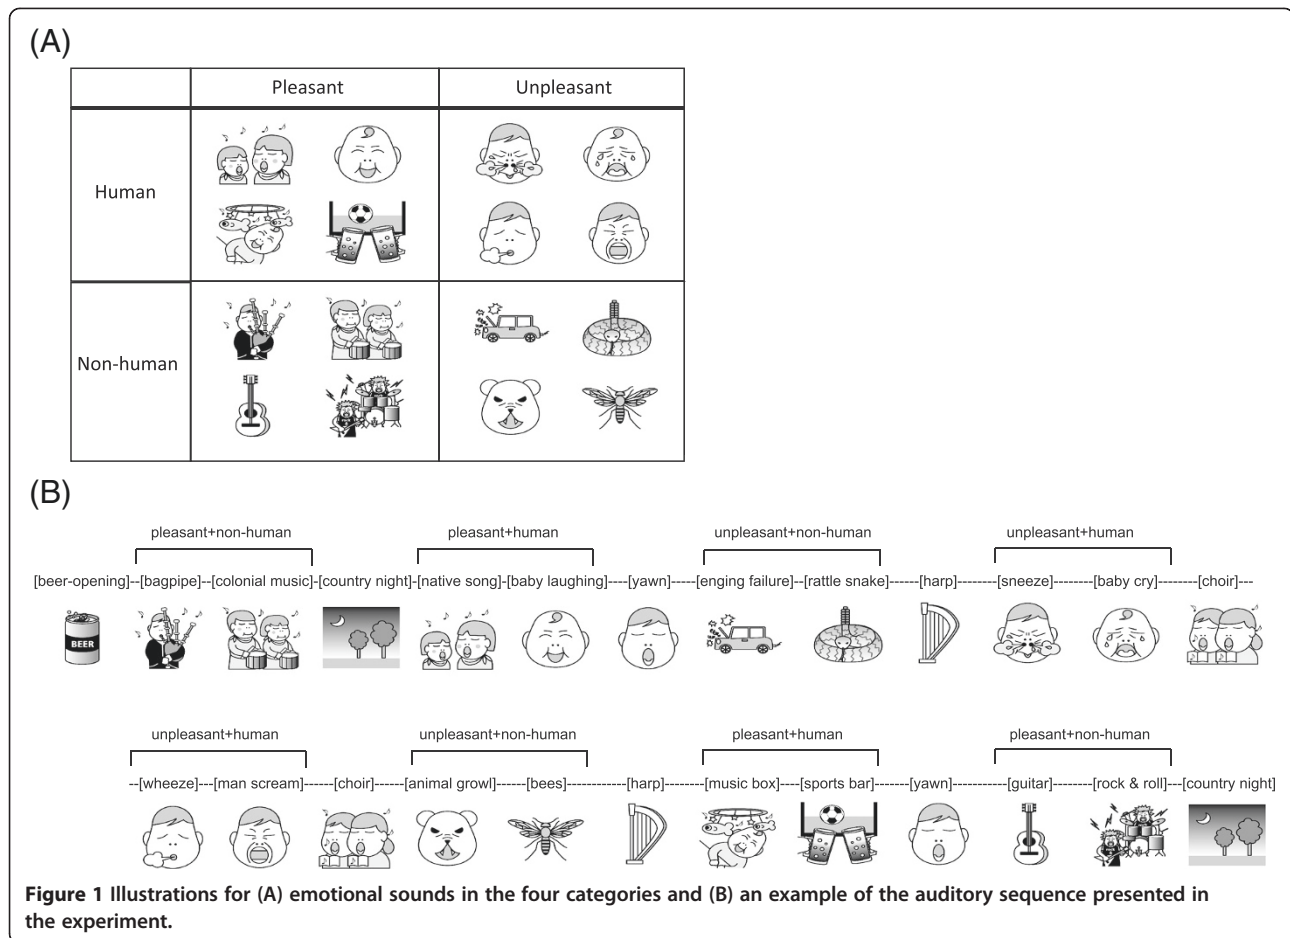 (A)
Pleasant Unpleasant
Human
Non-human
(B)
pleasant+non-human pleasant+human unpleasant+non-human unpleasant+human
[beer-opening]--[bagpipe]--[colonial music]-[country night]-[native song]-[baby laughing]----[yawn]-----[enging failure]--[rattle snake]------[harp]--------[sneeze]--------[baby cry]--------[choir]---
BEER
unpleasant+human unpleasant+non-human pleasant+human pleasant+non-human
--[wheeze]---[man scream]------[choir]------[animal growl]-----[bees]-------------[harp]--------[music box]----[sports bar]------[yawn]-----------[guitar]--------[rock & roll]---[country night]
Figure 1 Illustrations for (A) emotional sounds in the four categories and (B) an example of the auditory sequence presented in
the experiment.